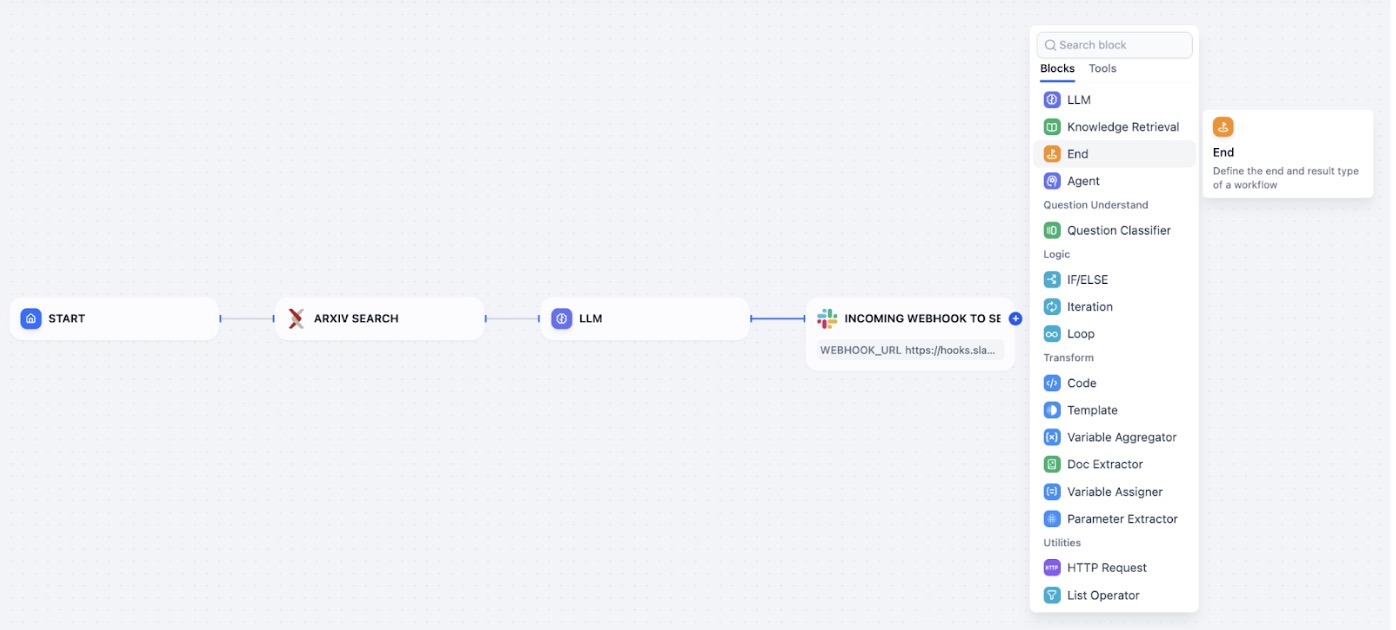 START
ARXIV SEARCH
LLM
INCOMING WEBHOOK TO SE
WEBHOOK_URL https://hooks.sla...
Search block
Blocks Tools
LLM
Knowledge Retrieval
End
Agent
Question Understand
Question Classifier
Logic
IF/ELSE
Iteration
Loop
Transform
Code
Template
Variable Aggregator
Doc Extractor
Variable Assigner
Parameter Extractor
Utilities
HTTP
HTTP Request
List Operator
End
Define the end and result type
of a workflow